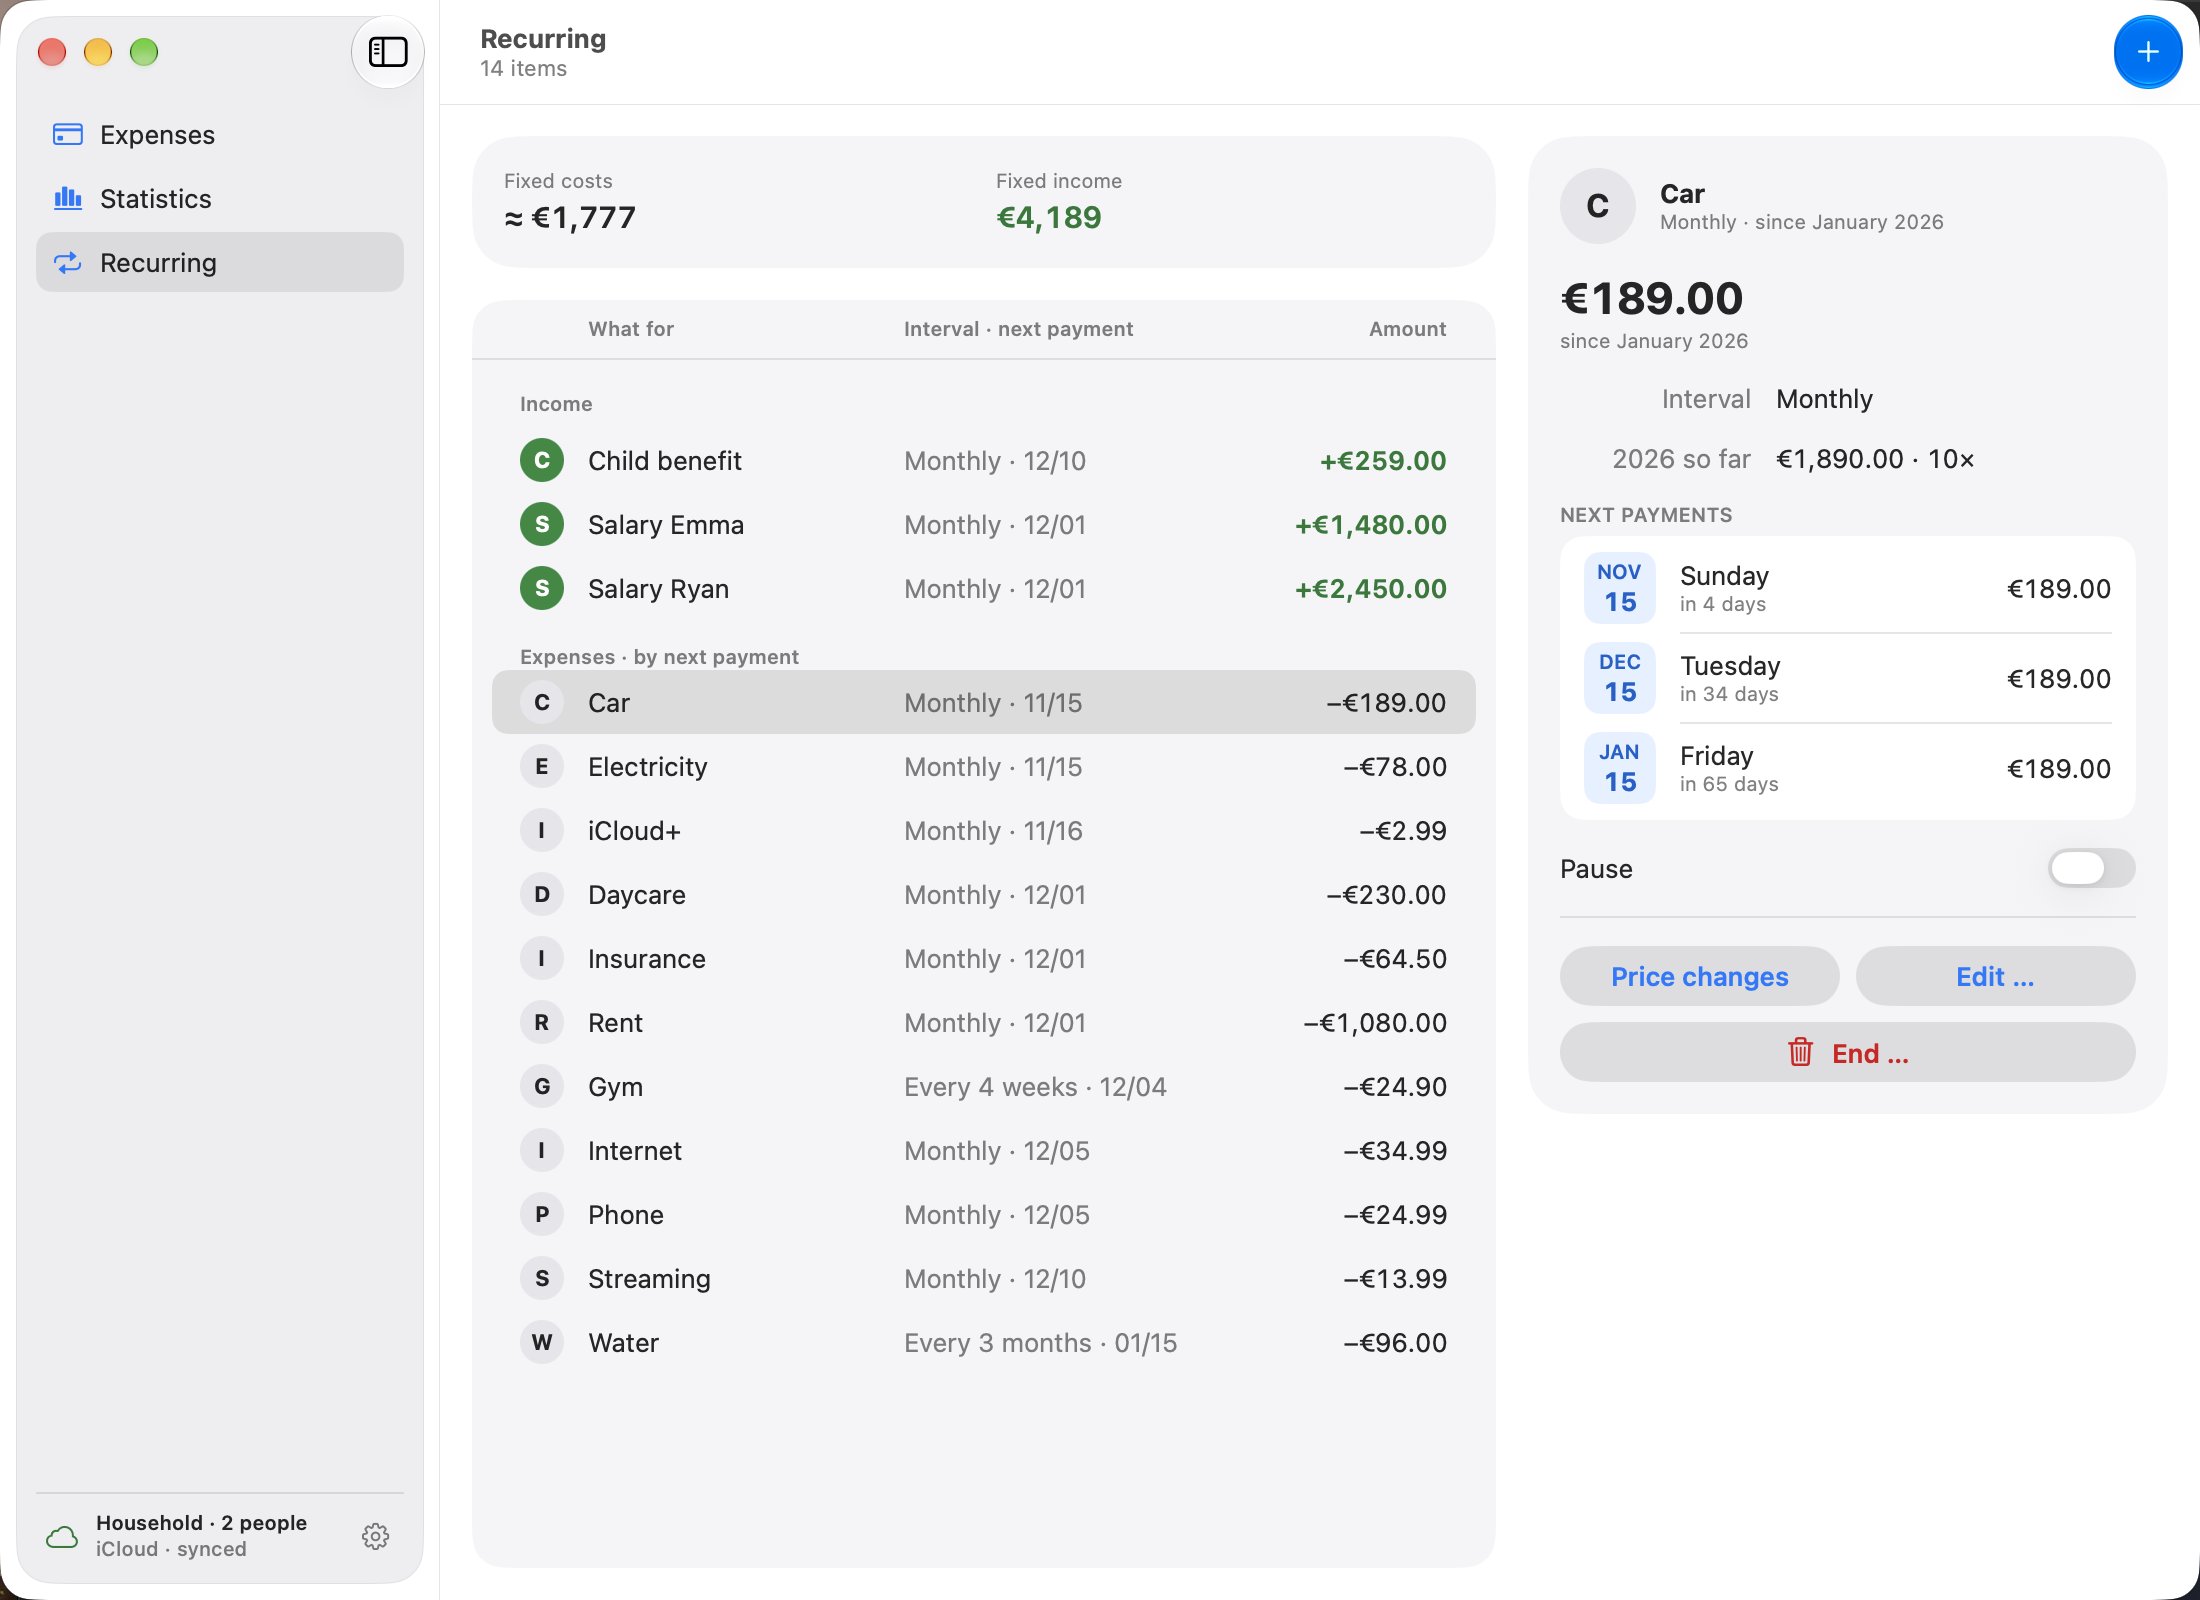 Expenses
Statistics
Recurring
Household · 2 people
iCloud · synced
Recurring
14 items
Fixed costs
≈ €1,777
Fixed income
€4,189
What for Interval · next payment Amount
Income
C Child benefit Monthly · 12/10 +€259.00
S Salary Emma Monthly · 12/01 +€1,480.00
S Salary Ryan Monthly · 12/01 +€2,450.00
Expenses · by next payment
C Car Monthly · 11/15 –€189.00
E Electricity Monthly · 11/15 –€78.00
I iCloud+ Monthly · 11/16 –€2.99
D Daycare Monthly · 12/01 –€230.00
I Insurance Monthly · 12/01 –€64.50
R Rent Monthly · 12/01 –€1,080.00
G Gym Every 4 weeks · 12/04 –€24.90
I Internet Monthly · 12/05 –€34.99
P Phone Monthly · 12/05 –€24.99
S Streaming Monthly · 12/10 –€13.99
W Water Every 3 months · 01/15 –€96.00
C Car
Monthly · since January 2026
€189.00
since January 2026
Interval Monthly
2026 so far €1,890.00 · 10×
NEXT PAYMENTS
NOV 15 Sunday €189.00
in 4 days
DEC 15 Tuesday €189.00
in 34 days
JAN 15 Friday €189.00
in 65 days
Pause
Price changes Edit ...
End ...